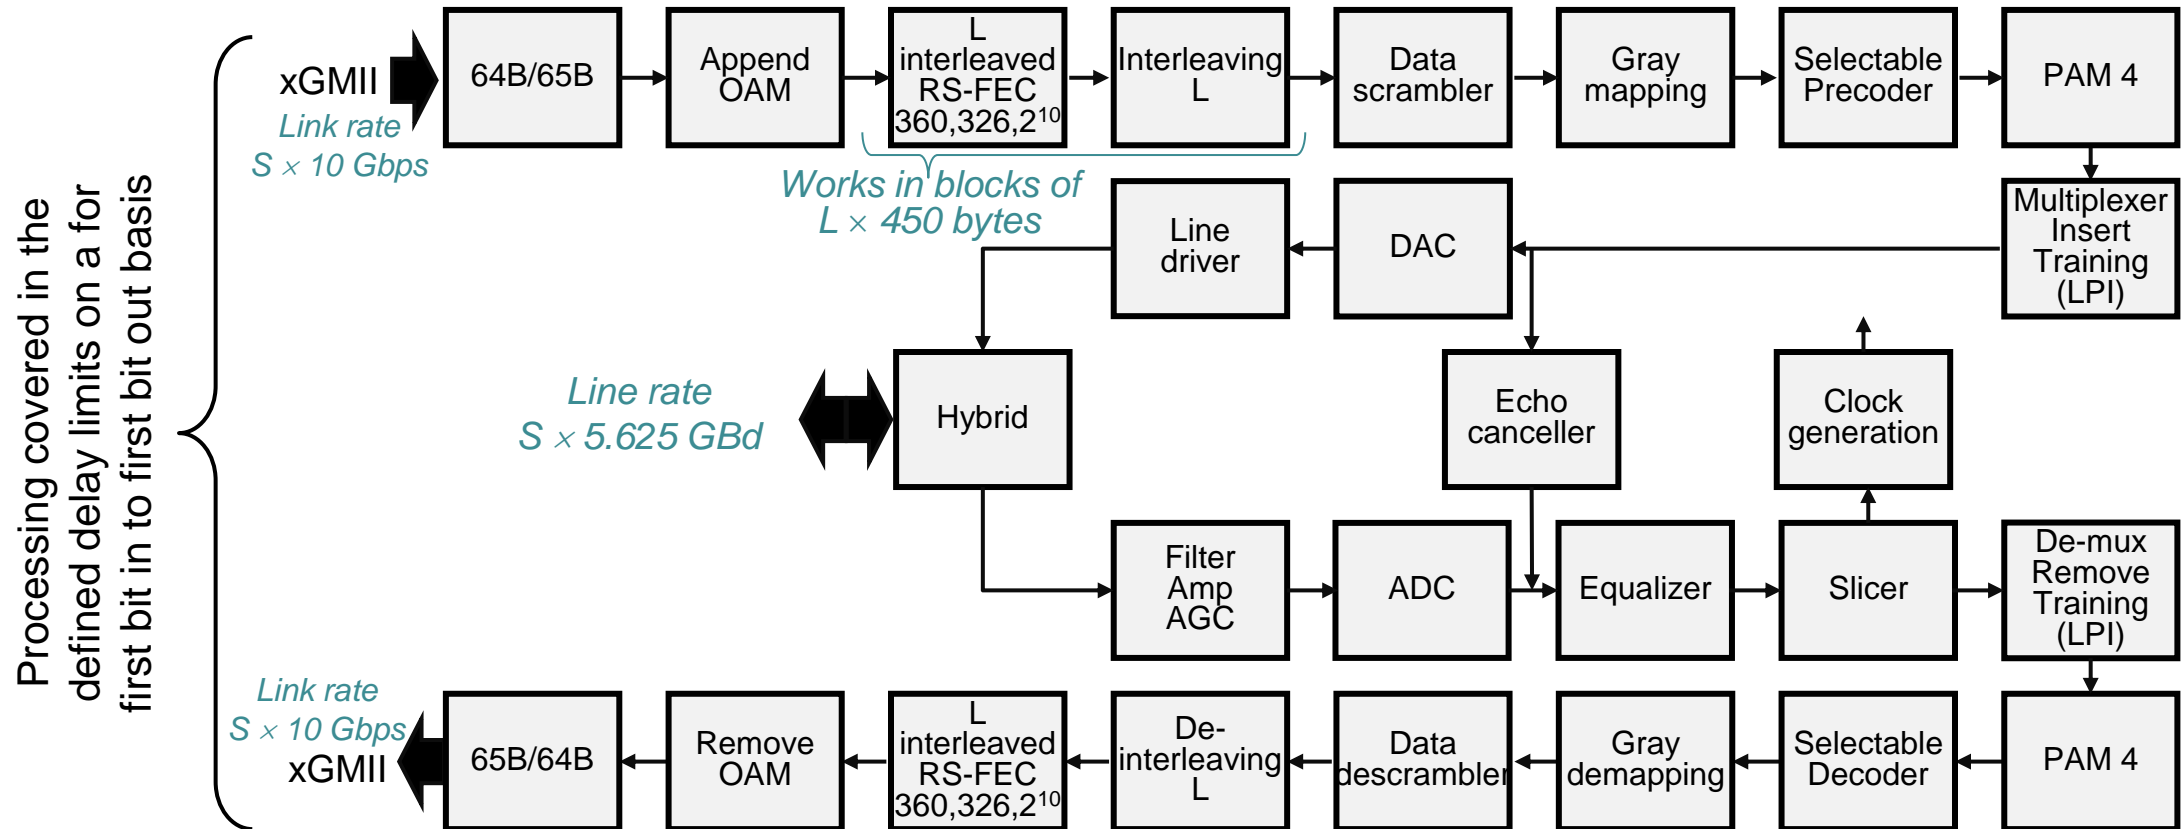 Processing covered in the
defined delay limits on a for
first bit in to first bit out basis
xGMII
Link rate
S × 10 Gbps
64B/65B
Append
OAM
L
interleaved
RS-FEC
360,326,2¹⁰
Interleaving
L
Data
scrambler
Gray
mapping
Selectable
Precoder
PAM 4
Works in blocks of
L × 450 bytes
Line
driver
DAC
Multiplexer
Insert
Training
(LPI)
Line rate
S × 5.625 GBd
Hybrid
Echo
canceller
Clock
generation
Filter
Amp
AGC
ADC
Equalizer
Slicer
De-mux
Remove
Training
(LPI)
Link rate
S × 10 Gbps
xGMII
65B/64B
Remove
OAM
L
interleaved
RS-FEC
360,326,2¹⁰
De-
interleaving
L
Data
descrambler
Gray
demapping
Selectable
Decoder
PAM 4